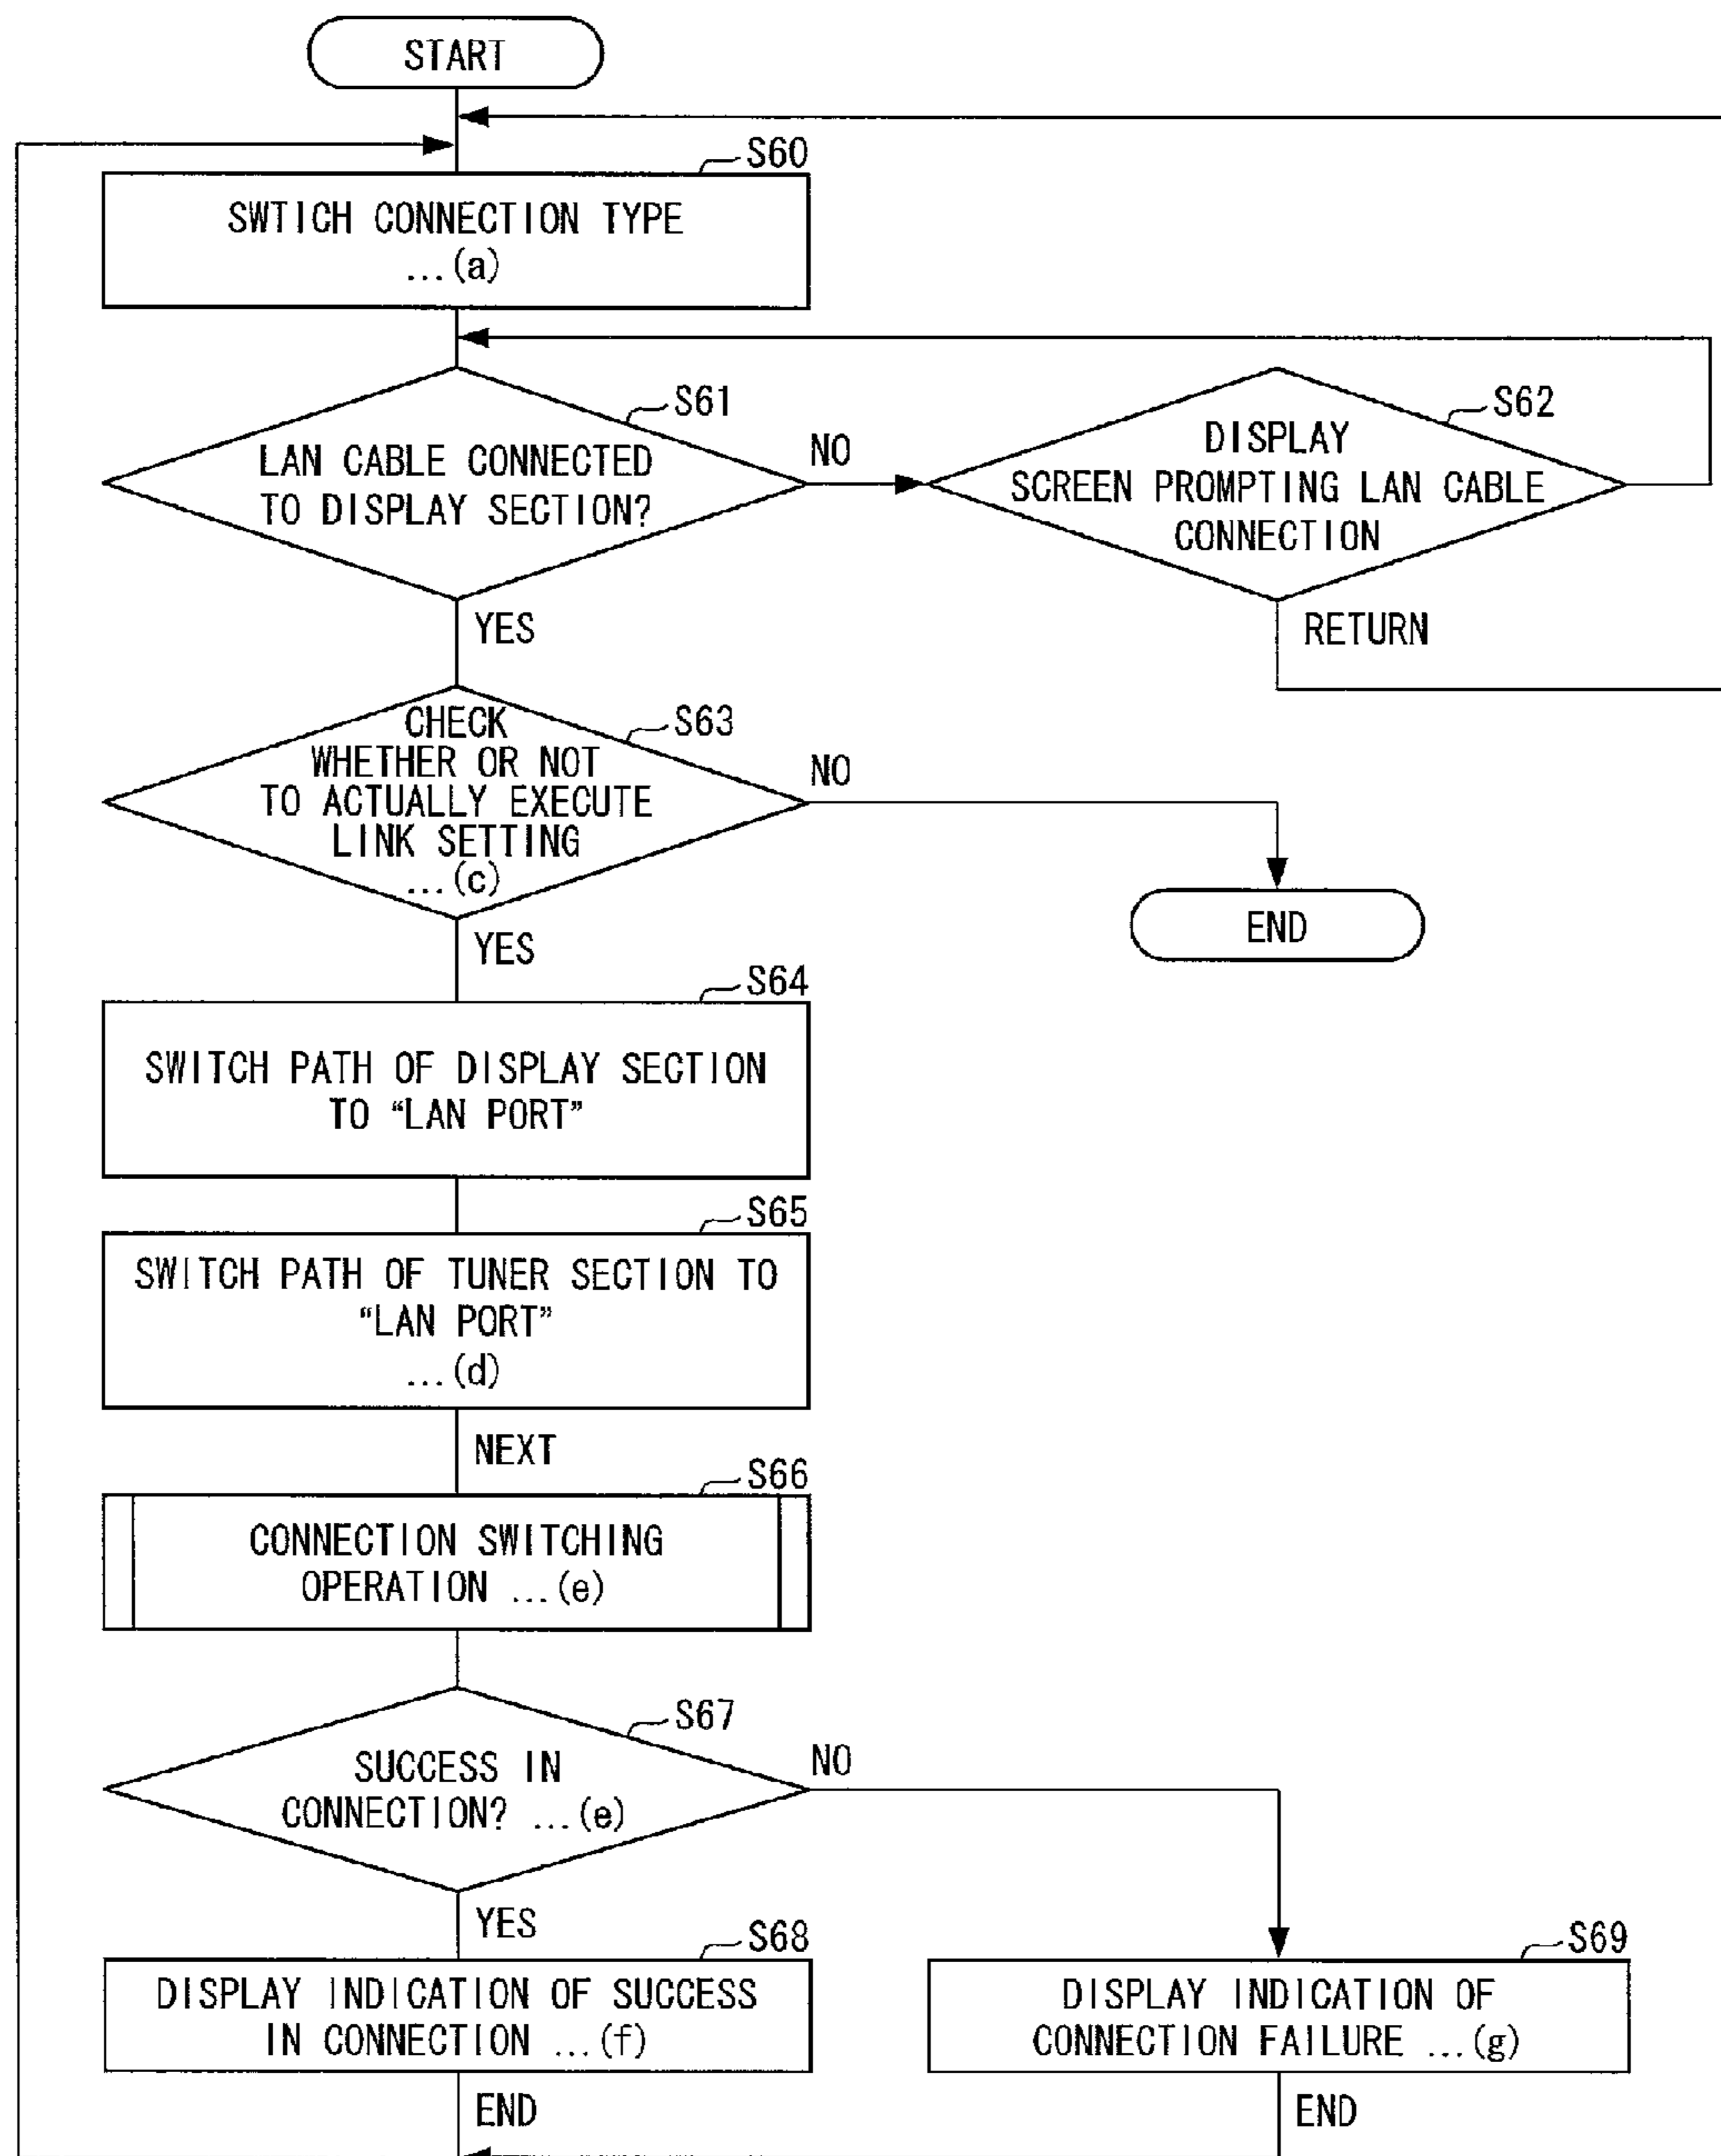 START
S60
SWTICH CONNECTION TYPE
...(a)
S61
LAN CABLE CONNECTED
TO DISPLAY SECTION?
NO
YES
S62
DISPLAY
SCREEN PROMPTING LAN CABLE
CONNECTION
RETURN
S63
CHECK
WHETHER OR NOT
TO ACTUALLY EXECUTE
LINK SETTING
...(c)
NO
END
YES
S64
SWITCH PATH OF DISPLAY SECTION
TO “LAN PORT”
S65
SWITCH PATH OF TUNER SECTION TO
“LAN PORT”
...(d)
NEXT
S66
CONNECTION SWITCHING
OPERATION ...(e)
S67
SUCCESS IN
CONNECTION? ...(e)
NO
YES
S68
DISPLAY INDICATION OF SUCCESS
IN CONNECTION ...(f)
END
S69
DISPLAY INDICATION OF
CONNECTION FAILURE ...(g)
END